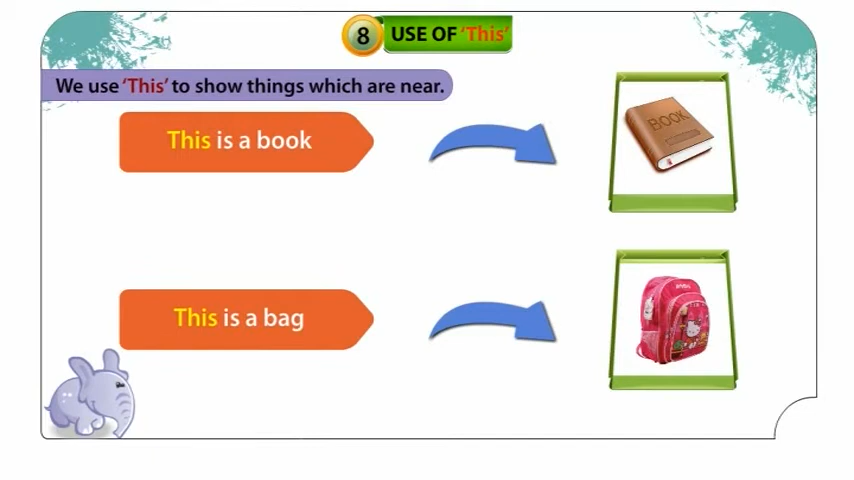 8 USE OF 'This'
We use 'This' to show things which are near.
This is a book
BOOK
This is a bag